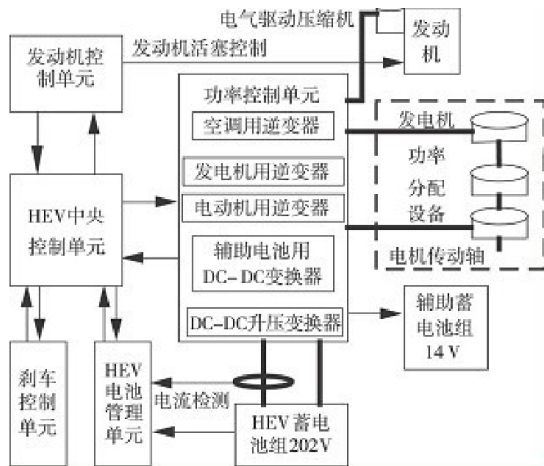 电气驱动压缩机
发动机
发动机控
制单元
发动机活塞控制
功率控制单元
空调用逆变器
发电机用逆变器
电动机用逆变器
辅助电池用
DC-DC变换器
DC-DC升压变换器
发电机
功率
分配
设备
电机传动轴
HEV中央
控制单元
辅助蓄
电池组
14 V
刹车
控制
单元
HEV
电池
管理
单元
电流检测
HEV 蓄电
池组202V